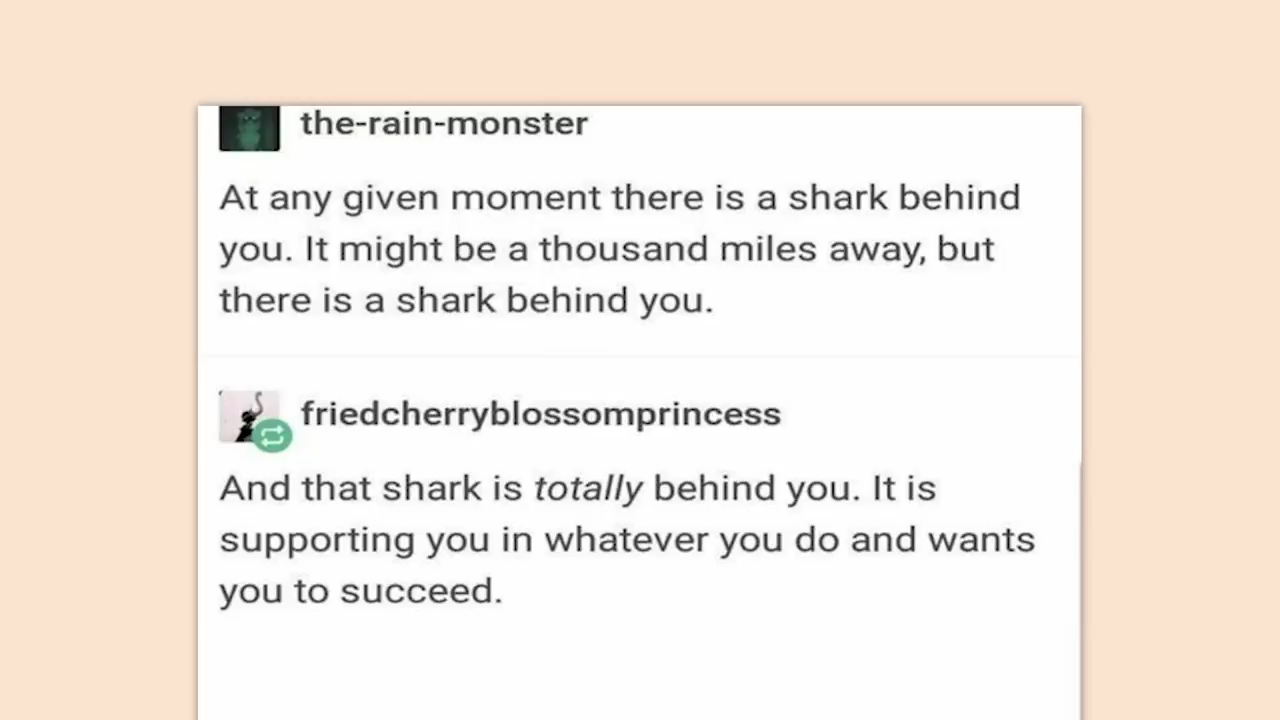 the-rain-monster
At any given moment there is a shark behind
you. It might be a thousand miles away, but
there is a shark behind you.
friedcherryblossomprincess
And that shark is totally behind you. It is
supporting you in whatever you do and wants
you to succeed.